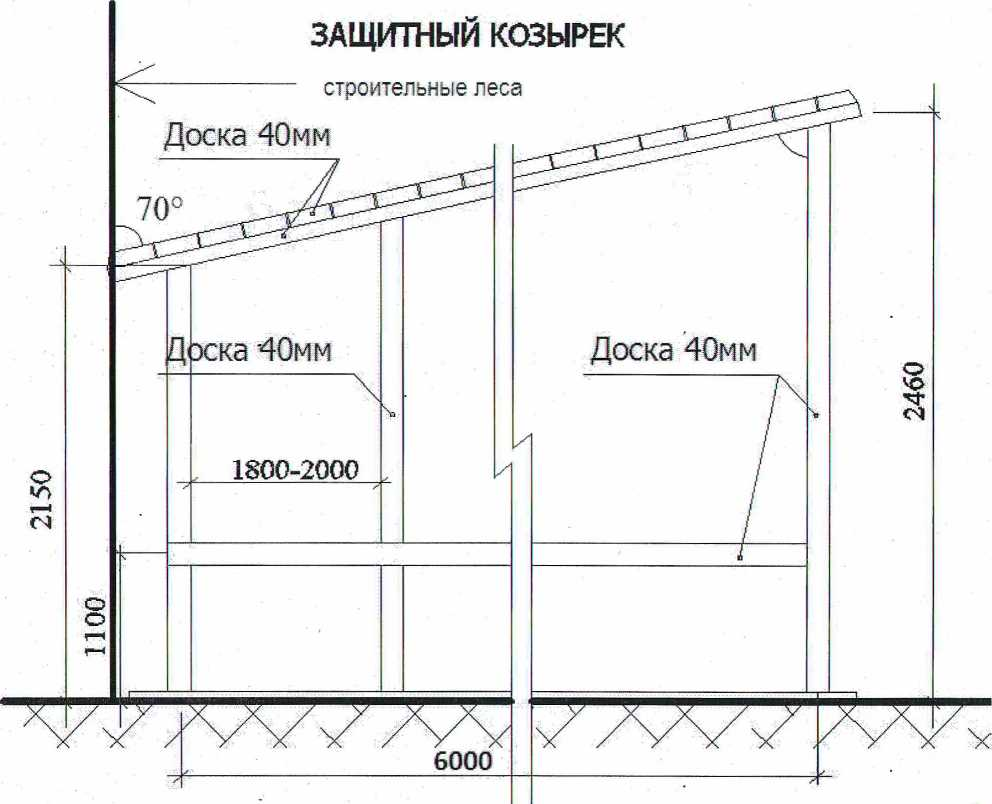 ЗАЩИТНЫЙ КОЗЫРЕК
строительные леса
Доска 40мм
70°
Доска 40мм
Доска 40мм
2460
1800-2000
2150
1100
6000